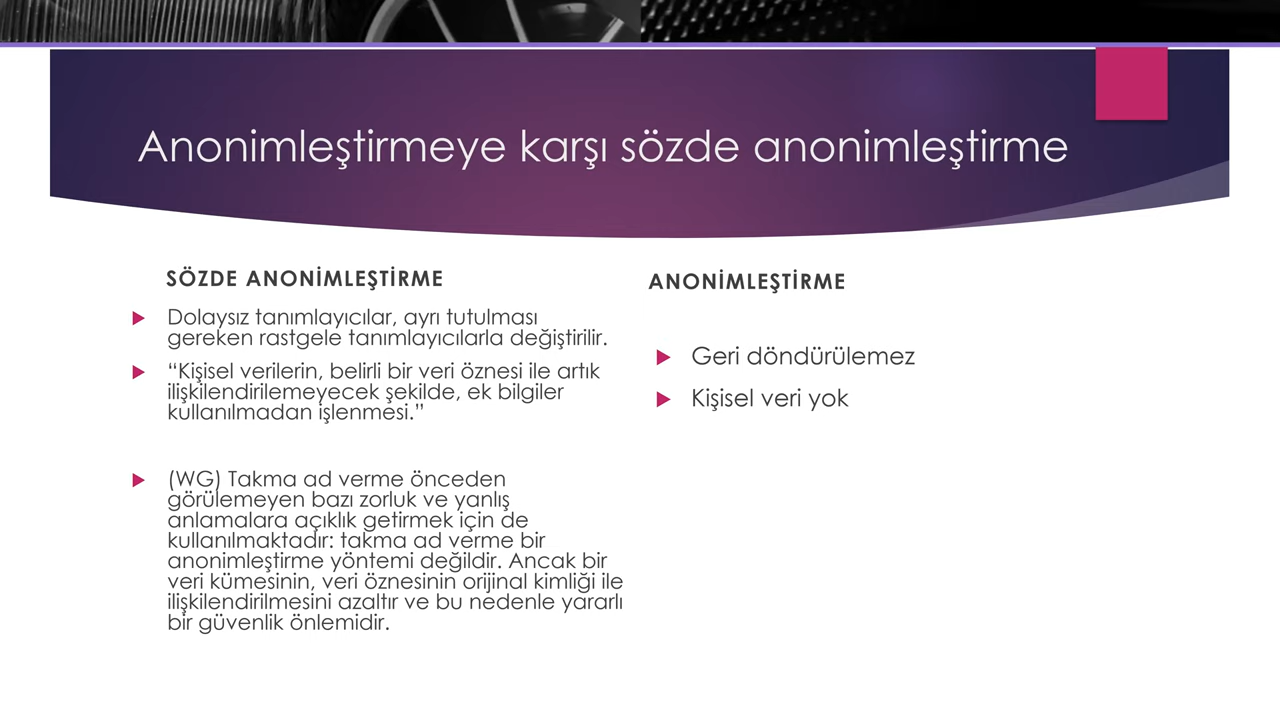 Anonimleştirmeye karşı sözde anonimleştirme
SÖZDE ANONİMLEŞTİRME
Dolaysız tanımlayıcılar, ayrı tutulması
gereken rastgele tanımlayıcılarla değiştirilir.
“Kişisel verilerin, belirli bir veri öznesi ile artık
ilişkilendirilemeyecek şekilde, ek bilgiler
kullanılmadan işlenmesi.”
(WG) Takma ad verme önceden
görülemeyen bazı zorluk ve yanlış
anlamalara açıklık getirmek için de
kullanılmaktadır: takma ad verme bir
anonimleştirme yöntemi değildir. Ancak bir
veri kümesinin, veri öznesinin orijinal kimliği ile
ilişkilendirilmesini azaltır ve bu nedenle yararlı
bir güvenlik önlemidir.
ANONİMLEŞTİRME
Geri döndürülemez
Kişisel veri yok